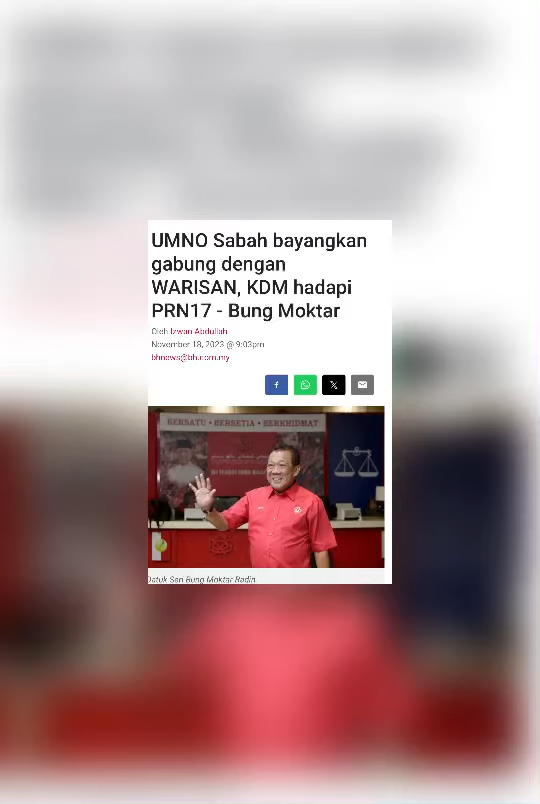 UMNO Sabah bayangkan
gabung dengan
WARISAN, KDM hadapi
PRN17 - Bung Moktar
Oleh Izwan Abdullah
November 18, 2023 @ 9:03pm
bhnews@bh.com.my
BERSATU • BERSETIA • BERKHIDMAT
Datuk Seri Bung Moktar Radin.